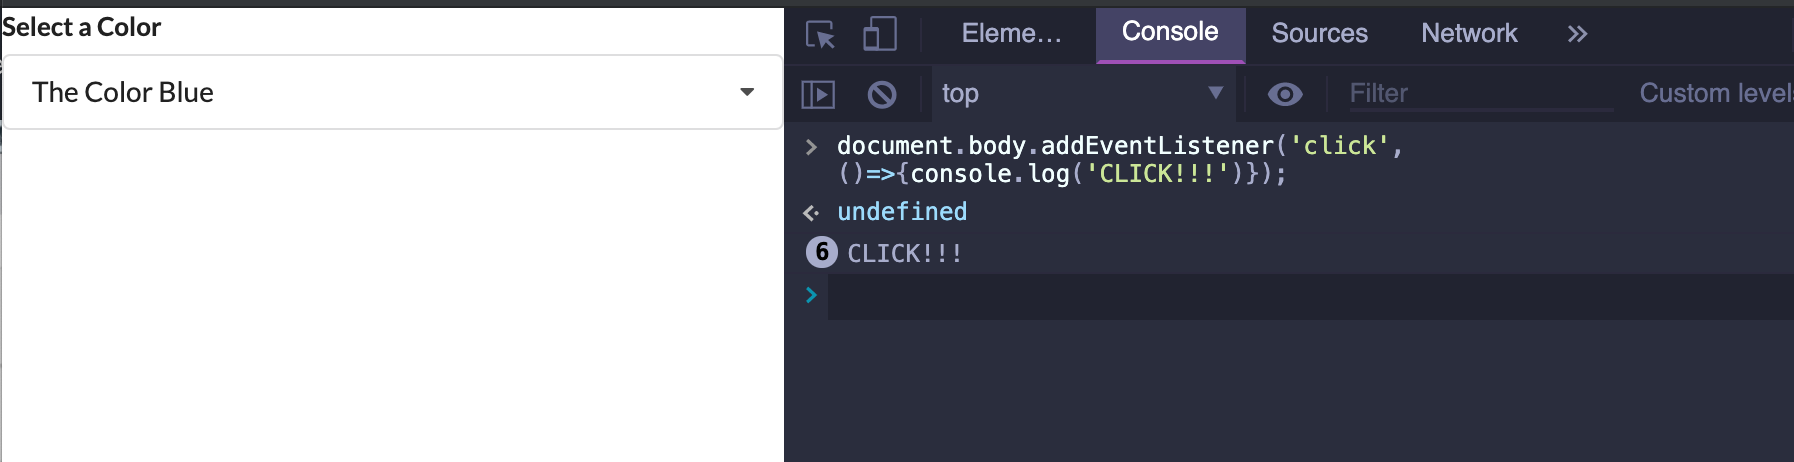 Select a Color
The Color Blue
Eleme…
Console
Sources
Network
top
Filter
Custom levels
document.body.addEventListener('click',
()=>{console.log('CLICK!!!')});
undefined
6 CLICK!!!